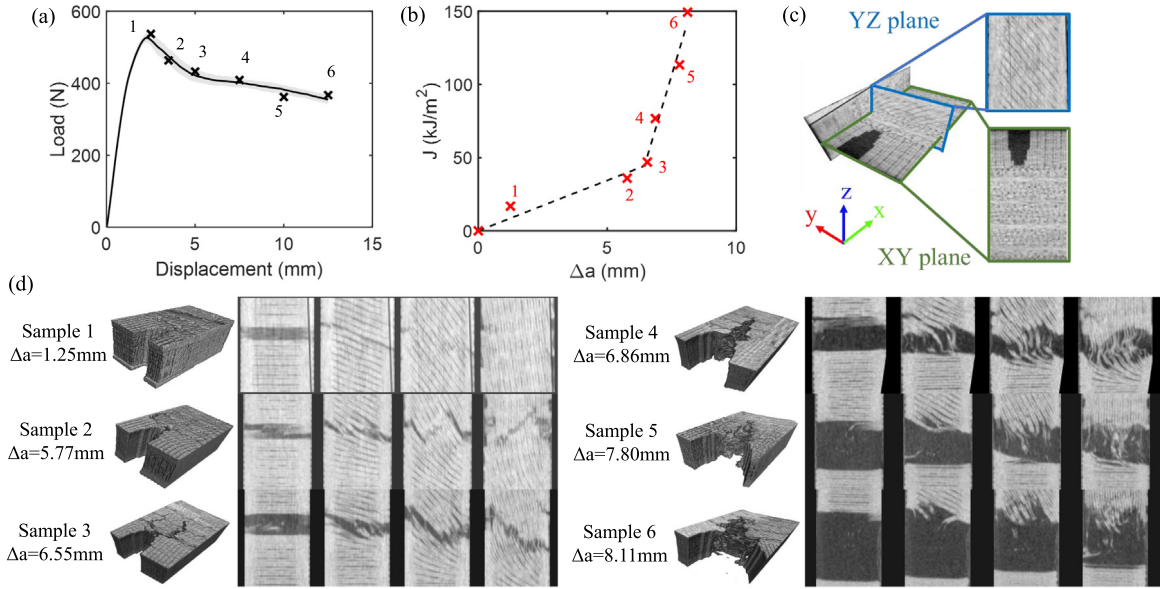 (a)
600
400
200
0
Load (N)
0
5
10
15
Displacement (mm)
1
2
3
4
5
6
(b)
150
100
50
0
J (kJ/m²)
0
5
10
Δa (mm)
1
2
3
4
5
6
(c)
YZ plane
XY plane
z
y
x
(d)
Sample 1
Δa=1.25mm
Sample 2
Δa=5.77mm
Sample 3
Δa=6.55mm
Sample 4
Δa=6.86mm
Sample 5
Δa=7.80mm
Sample 6
Δa=8.11mm